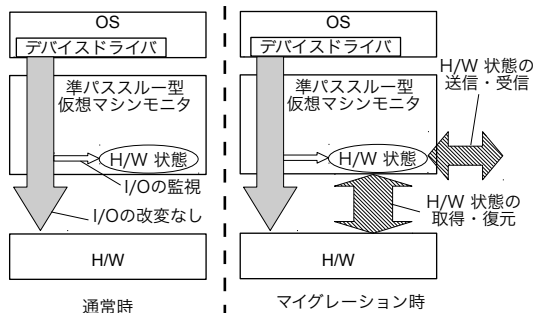 OS
デバイスドライバ
準パススルー型
仮想マシンモニタ
H/W 状態
I/Oの監視
I/Oの改変なし
H/W
通常時
OS
デバイスドライバ
準パススルー型
仮想マシンモニタ
H/W 状態
H/W 状態の
送信・受信
H/W 状態の
取得・復元
H/W
マイグレーション時